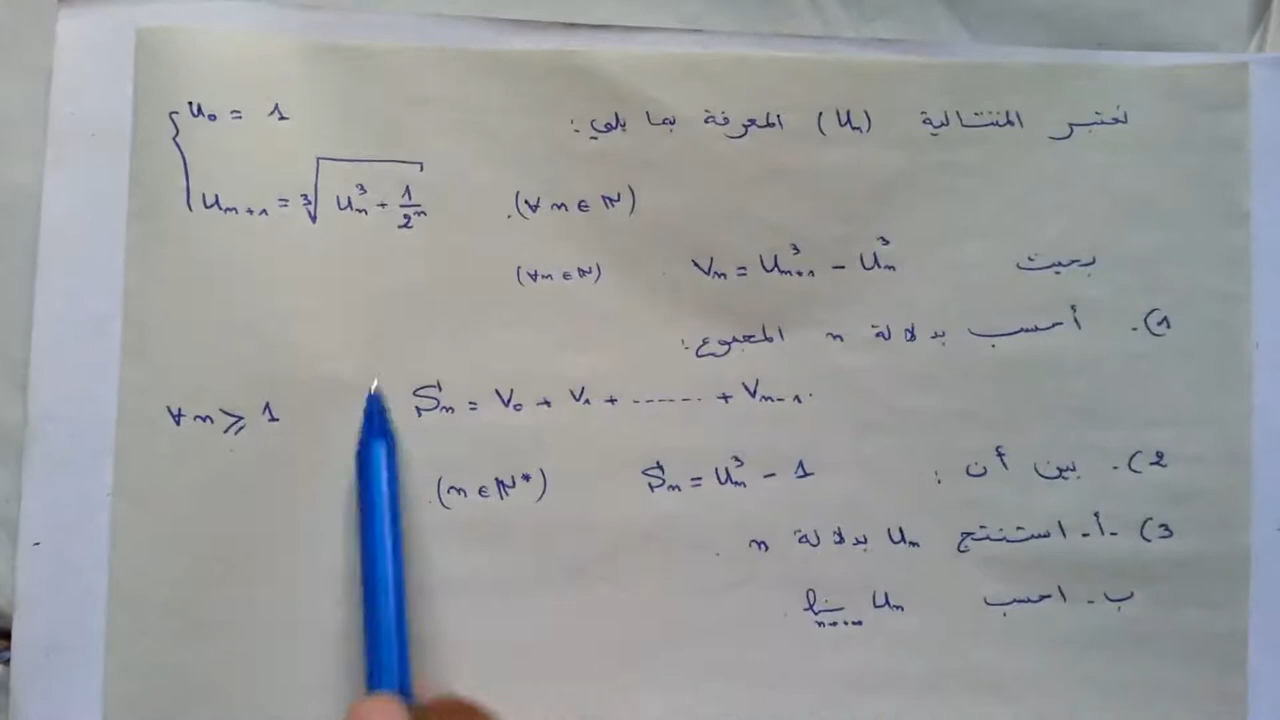 نعتبر المتتالية (Uₙ) المعرفة بما يلي:
{ U₀ = 1
Uₙ₊₁ = ∛(Uₙ³ + 1/2ⁿ) (∀n∈ℕ).
بحيث Vₙ = Uₙ₊₁³ - Uₙ³ (∀n∈ℕ)
1). أحسب بدلالة n المجموع:
Sₙ = V₀ + V₁ + ...... + Vₙ₋₁. ∀n ⩾ 1
2). بين أن: Sₙ = Uₙ³ - 1 (n∈ℕ*).
3) -أ- استنتج Uₙ بدلالة n.
ب- احسب lim Uₙ n→+∞